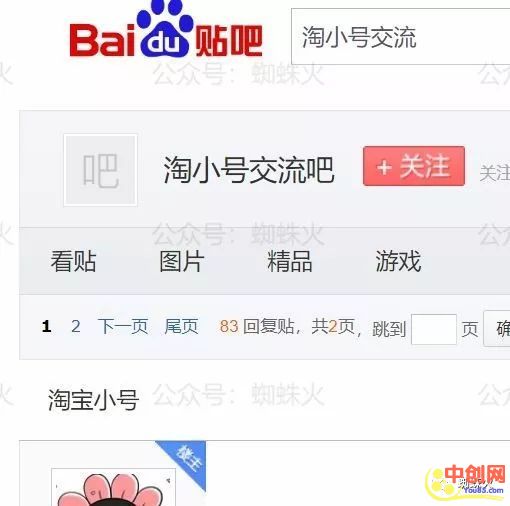 Bai du 贴吧
淘小号交流
公众号：蜘蛛火
吧
淘小号交流吧
+ 关注
关注
公众号：蜘蛛火
看贴 图片 精品 游戏
1 2 下一页 尾页 83 回复贴，共2页，跳到 页 确
公众号：蜘蛛火
淘宝小号
楼主
中创网
You85.com